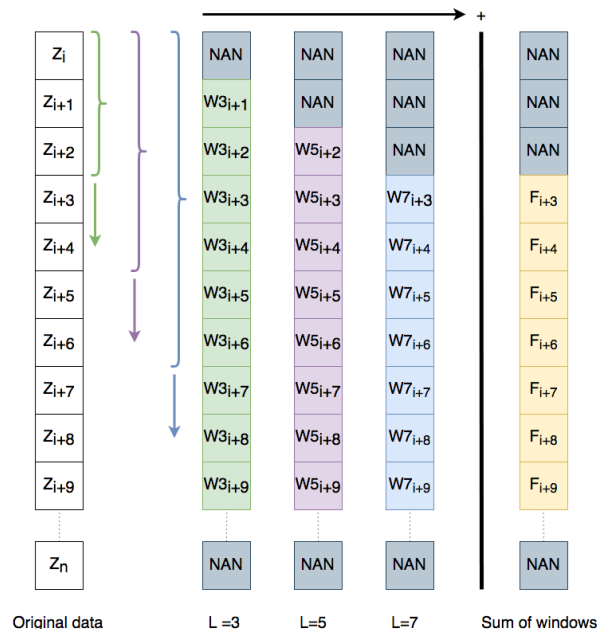 +
Zi NAN NAN NAN NAN
Zi+1 W3i+1 NAN NAN NAN
Zi+2 W3i+2 W5i+2 NAN NAN
Zi+3 W3i+3 W5i+3 W7i+3 Fi+3
Zi+4 W3i+4 W5i+4 W7i+4 Fi+4
Zi+5 W3i+5 W5i+5 W7i+5 Fi+5
Zi+6 W3i+6 W5i+6 W7i+6 Fi+6
Zi+7 W3i+7 W5i+7 W7i+7 Fi+7
Zi+8 W3i+8 W5i+8 W7i+8 Fi+8
Zi+9 W3i+9 W5i+9 W7i+9 Fi+9
Zn NAN NAN NAN NAN
Original data L =3 L=5 L=7 Sum of windows